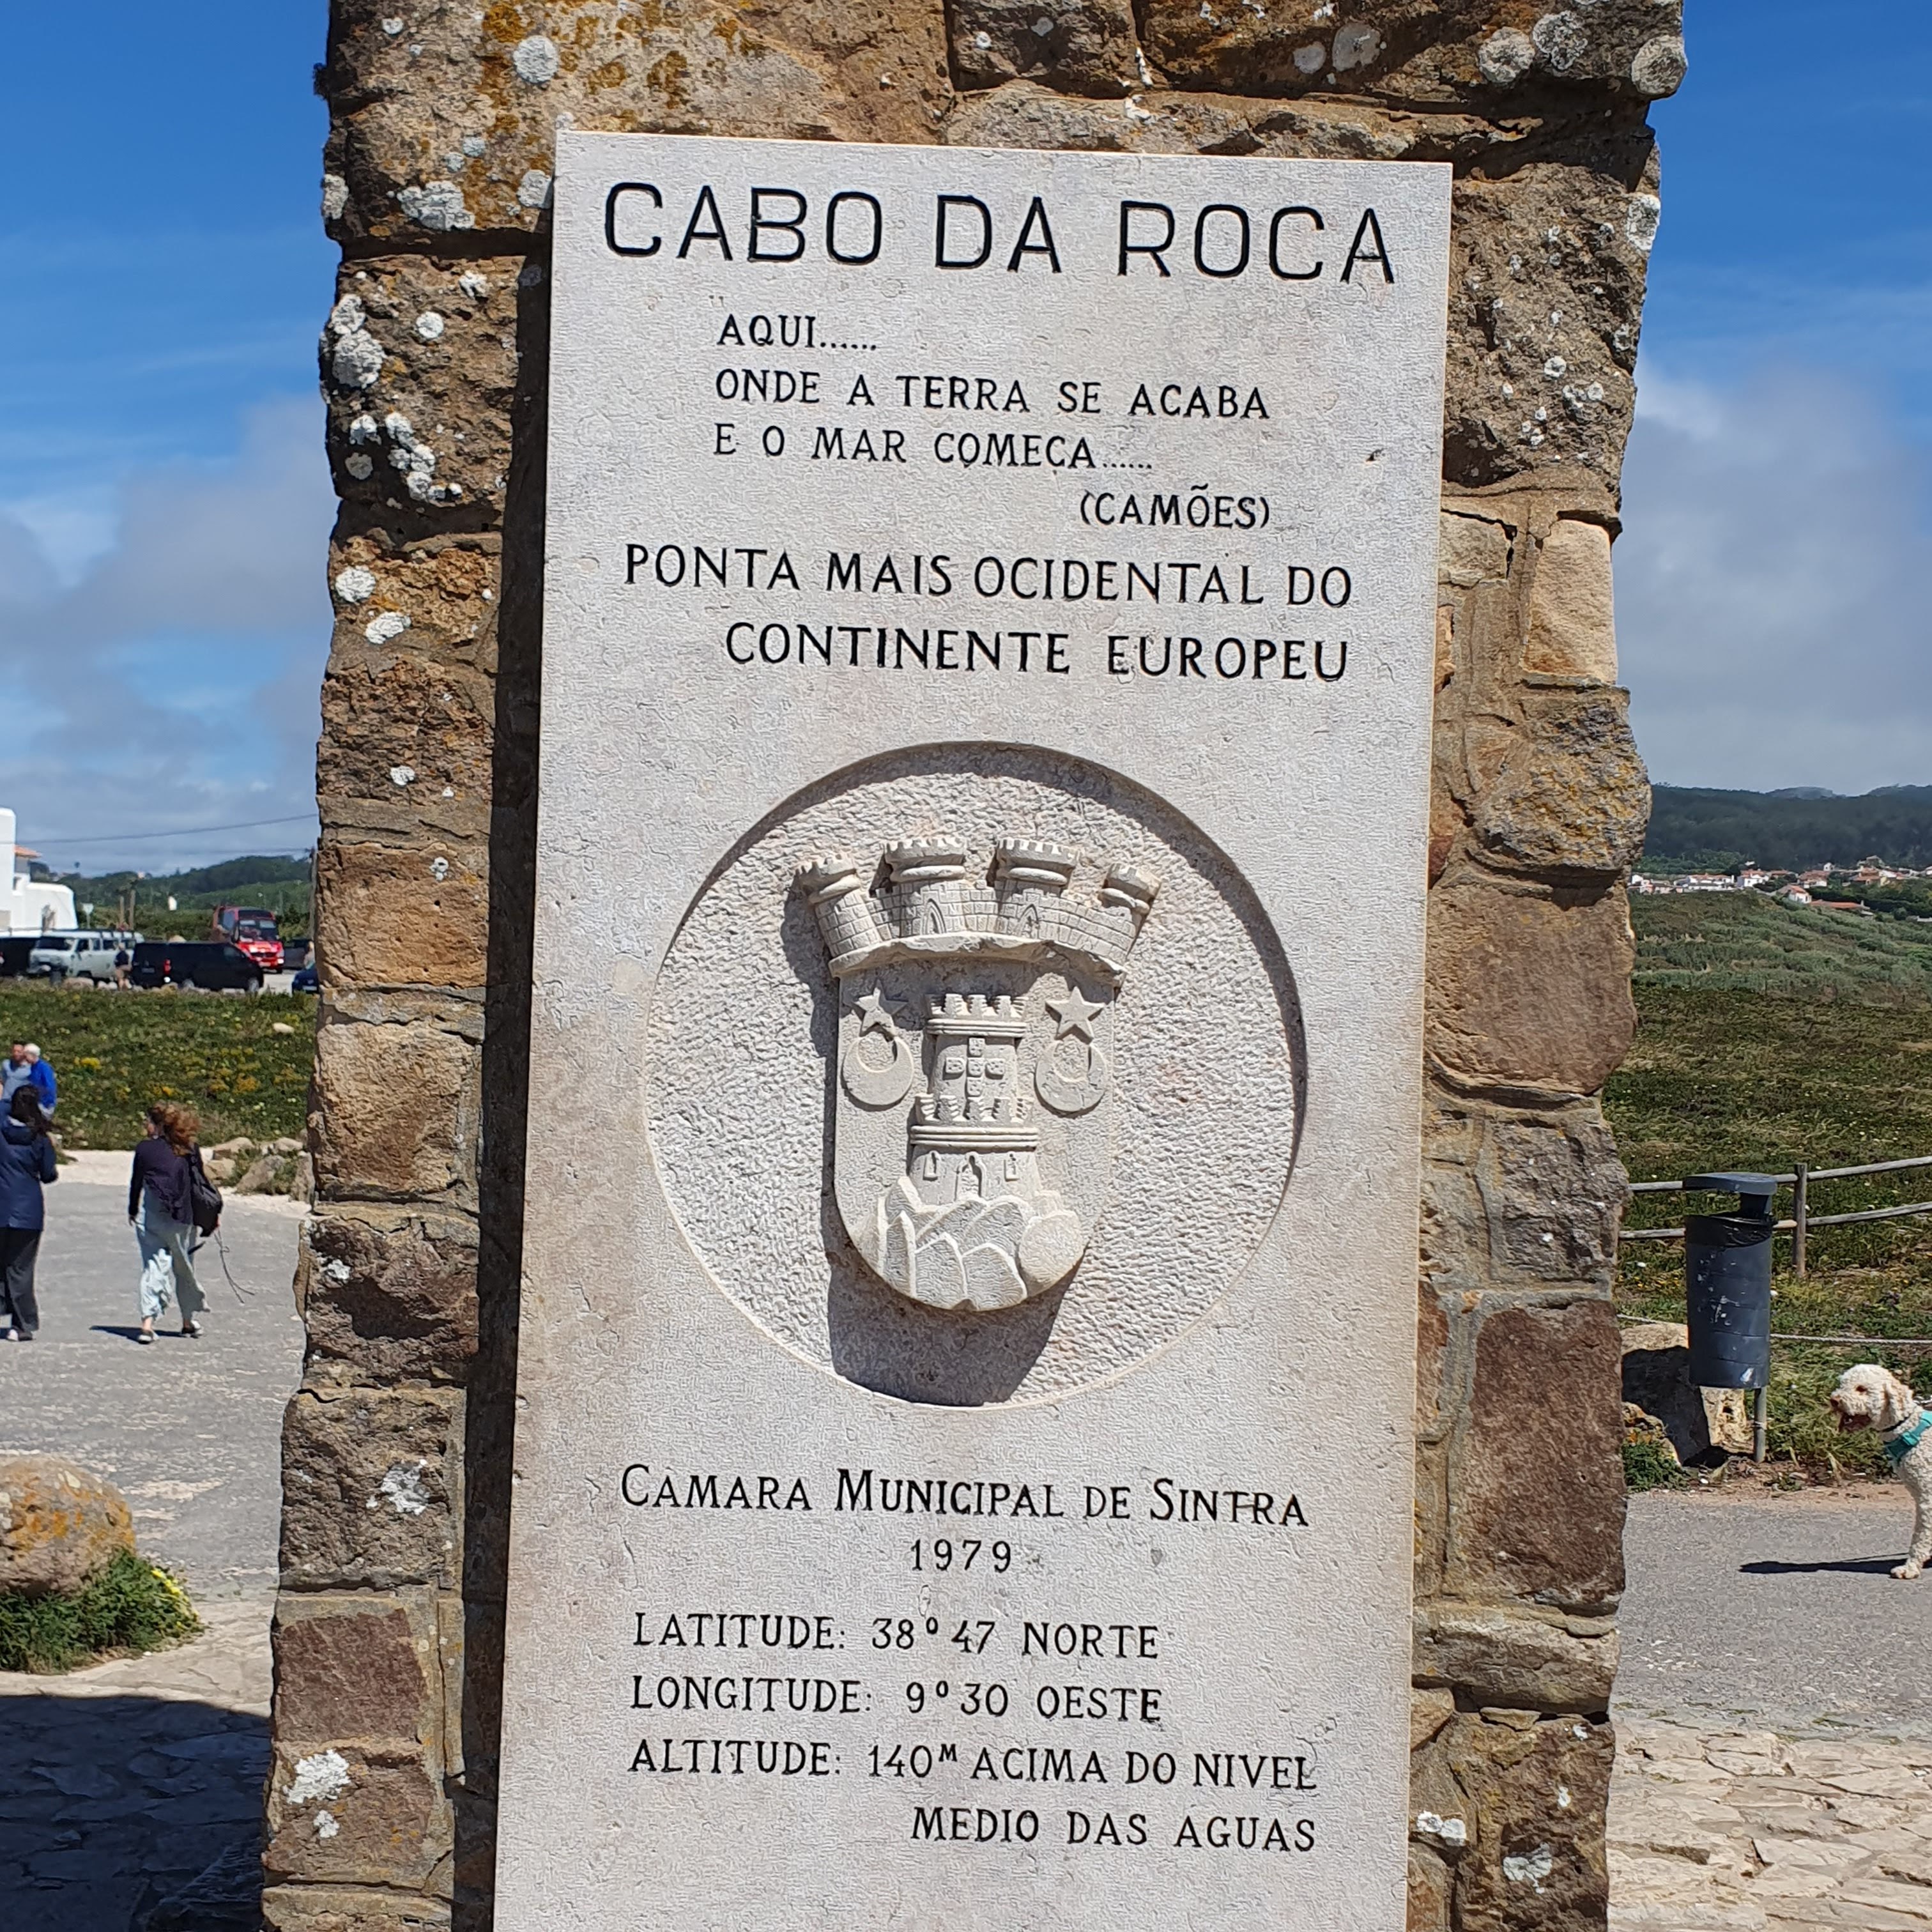 CABO DA ROCA
AQUI......
ONDE A TERRA SE ACABA
E O MAR COMEÇA......
(CAMÕES)
PONTA MAIS OCIDENTAL DO
CONTINENTE EUROPEU
CÂMARA MUNICIPAL DE SINTRA
1979
LATITUDE: 38º 47 NORTE
LONGITUDE: 9º 30 OESTE
ALTITUDE: 140M ACIMA DO NIVEL
MEDIO DAS AGUAS